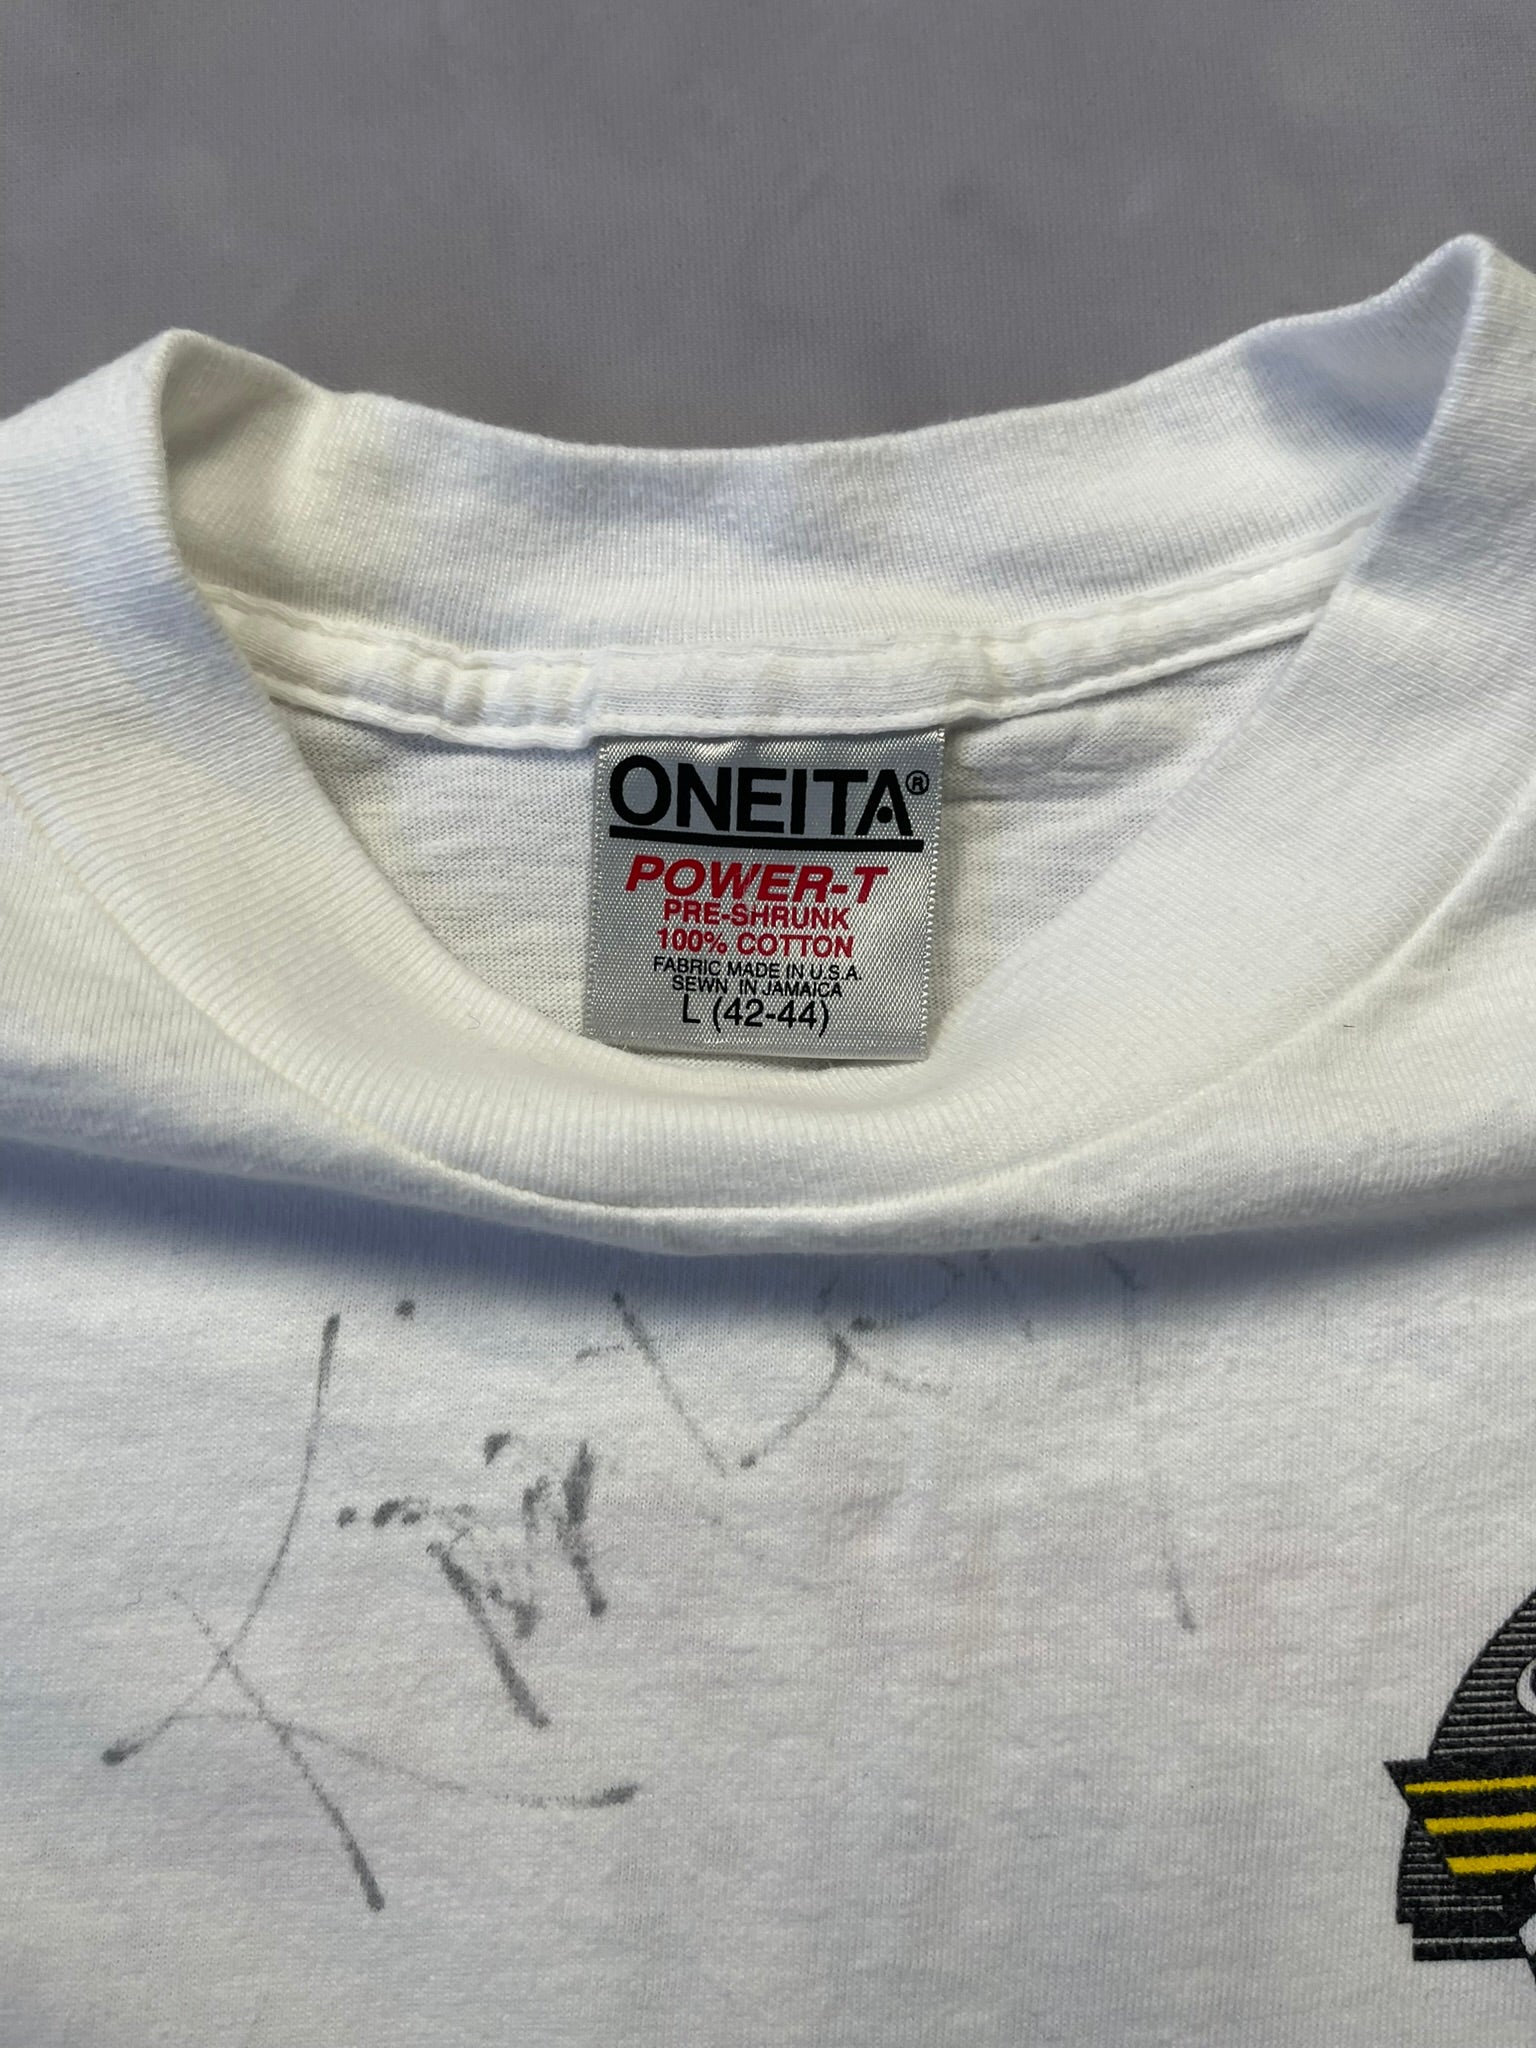 ONEITA®
POWER-T
PRE-SHRUNK
100% COTTON
FABRIC MADE IN U.S.A.
SEWN IN JAMAICA
L (42-44)